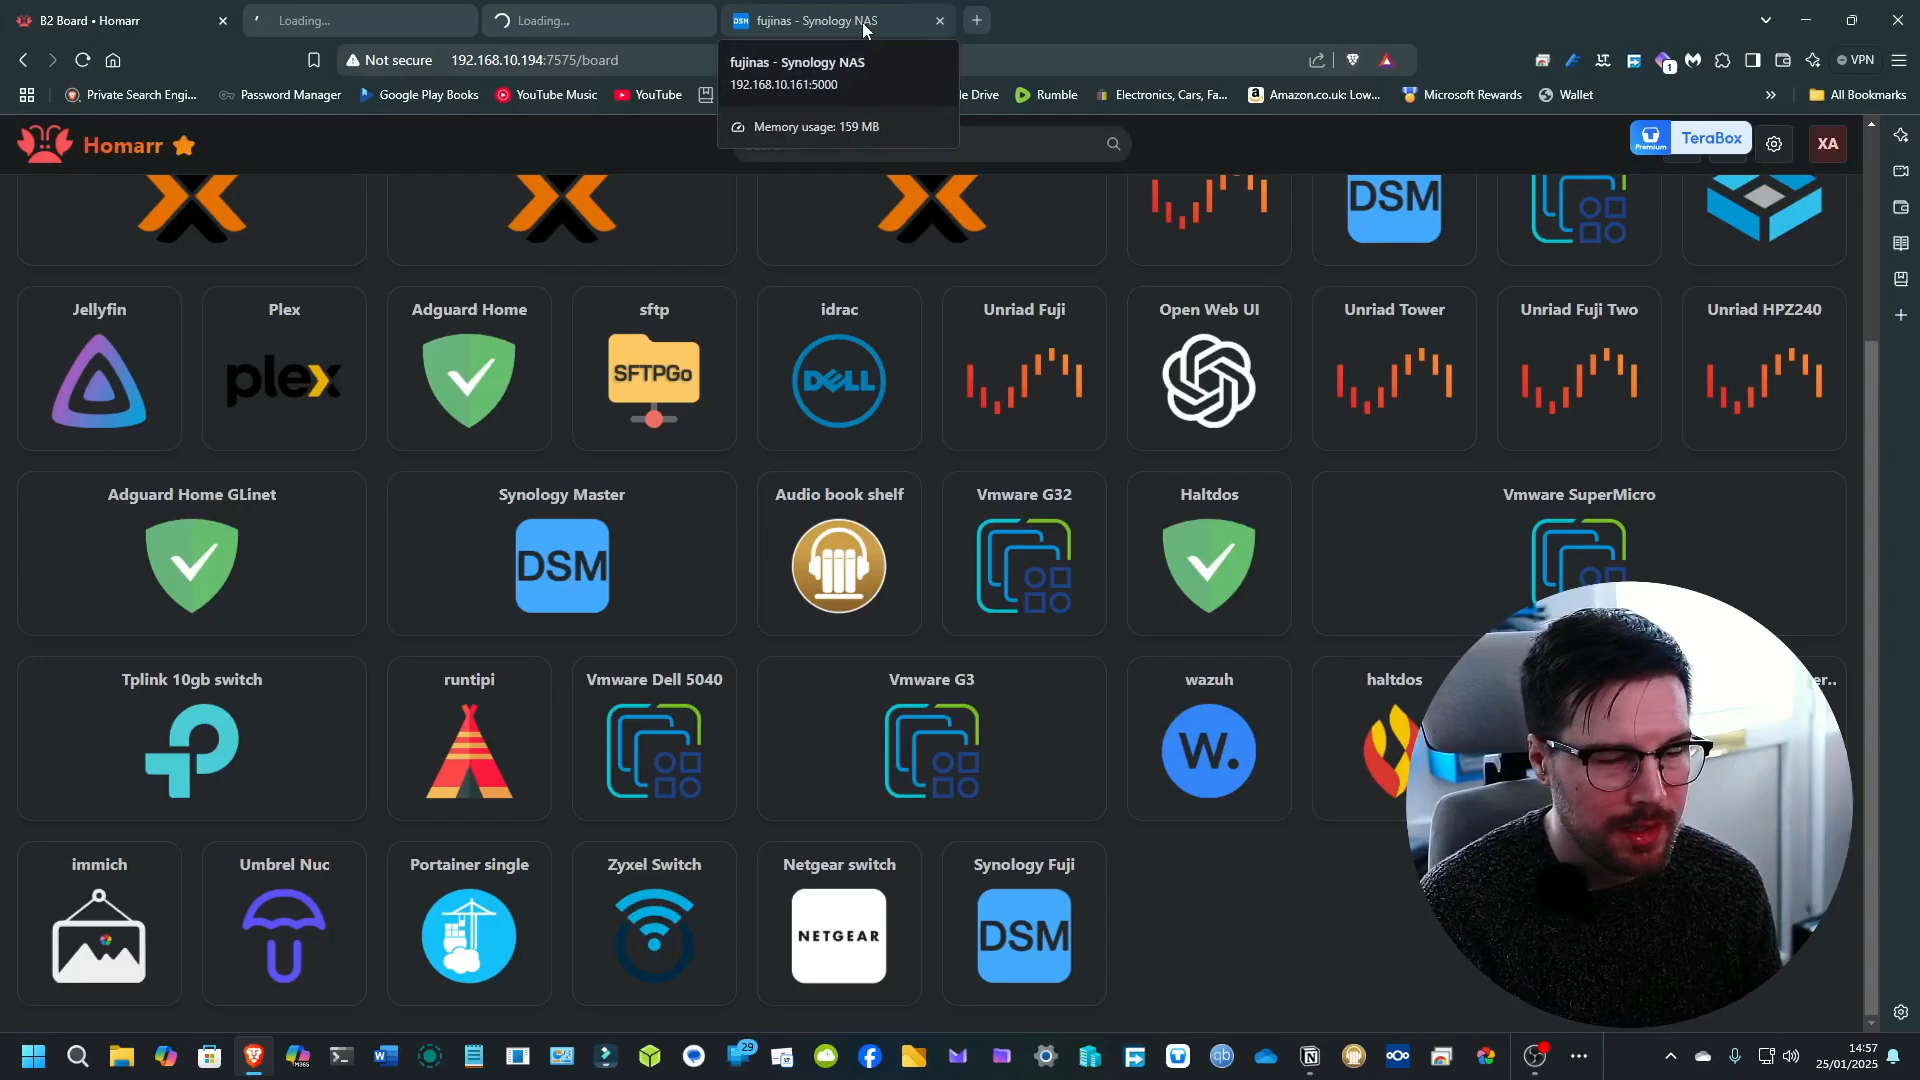 B2 Board • Homarr
Loading...
Loading...
DSM
fujinas - Synology NAS
Not secure
192.168.10.194:7575/board
fujinas - Synology NAS
192.168.10.161:5000
Memory usage: 159 MB
1
VPN
Private Search Engi...
Password Manager
Google Play Books
YouTube Music
YouTube
le Drive
Rumble
Electronics, Cars, Fa...
Amazon.co.uk: Low...
Microsoft Rewards
Wallet
»
All Bookmarks
Homarr
Premium
TeraBox
XA
DSM
Jellyfin
Plex
Adguard Home
sftp
idrac
Unriad Fuji
Open Web UI
Unriad Tower
Unriad Fuji Two
Unriad HPZ240
plex
SFTPGo
DELL
Adguard Home GLinet
Synology Master
Audio book shelf
Vmware G32
Haltdos
Vmware SuperMicro
DSM
Tplink 10gb switch
runtipi
Vmware Dell 5040
Vmware G3
wazuh
haltdos
er..
W.
immich
Umbrel Nuc
Portainer single
Zyxel Switch
Netgear switch
Synology Fuji
NETGEAR
DSM
M365
29
qb
14:57
25/01/2025